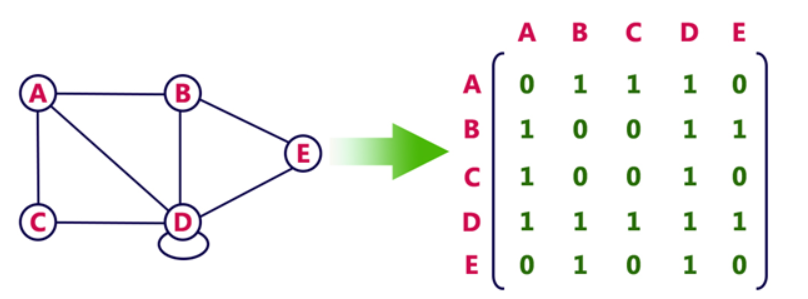 A B
E
C D
A B C D E
A 0 1 1 1 0
B 1 0 0 1 1
C 1 0 0 1 0
D 1 1 1 1 1
E 0 1 0 1 0